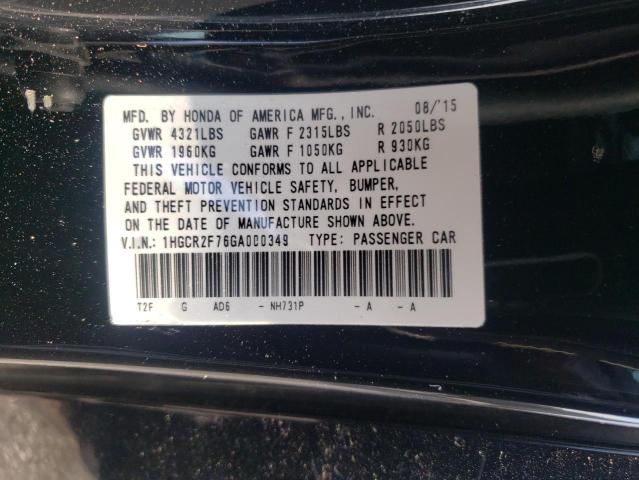 MFD. BY HONDA OF AMERICA MFG., INC. 08/'15
GVWR 4321LBS GAWR F 2315LBS R 2050LBS
GVWR 1960KG GAWR F 1050KG R 930KG
THIS VEHICLE CONFORMS TO ALL APPLICABLE
FEDERAL MOTOR VEHICLE SAFETY, BUMPER,
AND THEFT PREVENTION STANDARDS IN EFFECT
ON THE DATE OF MANUFACTURE SHOWN ABOVE.
V.I.N.: 1HGCR2F76GA000349 TYPE: PASSENGER CAR
T2F G AD6 - NH731P - A - A